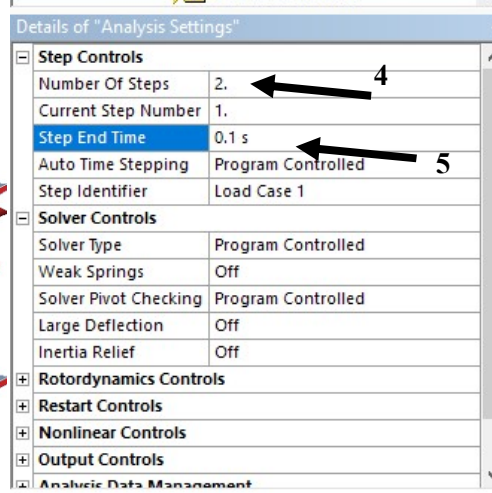 Details of "Analysis Settings"
Step Controls
Number Of Steps 2. 4
Current Step Number 1.
Step End Time 0.1 s
Auto Time Stepping Program Controlled 5
Step Identifier Load Case 1
Solver Controls
Solver Type Program Controlled
Weak Springs Off
Solver Pivot Checking Program Controlled
Large Deflection Off
Inertia Relief Off
Rotordynamics Controls
Restart Controls
Nonlinear Controls
Output Controls
Analysis Data Management